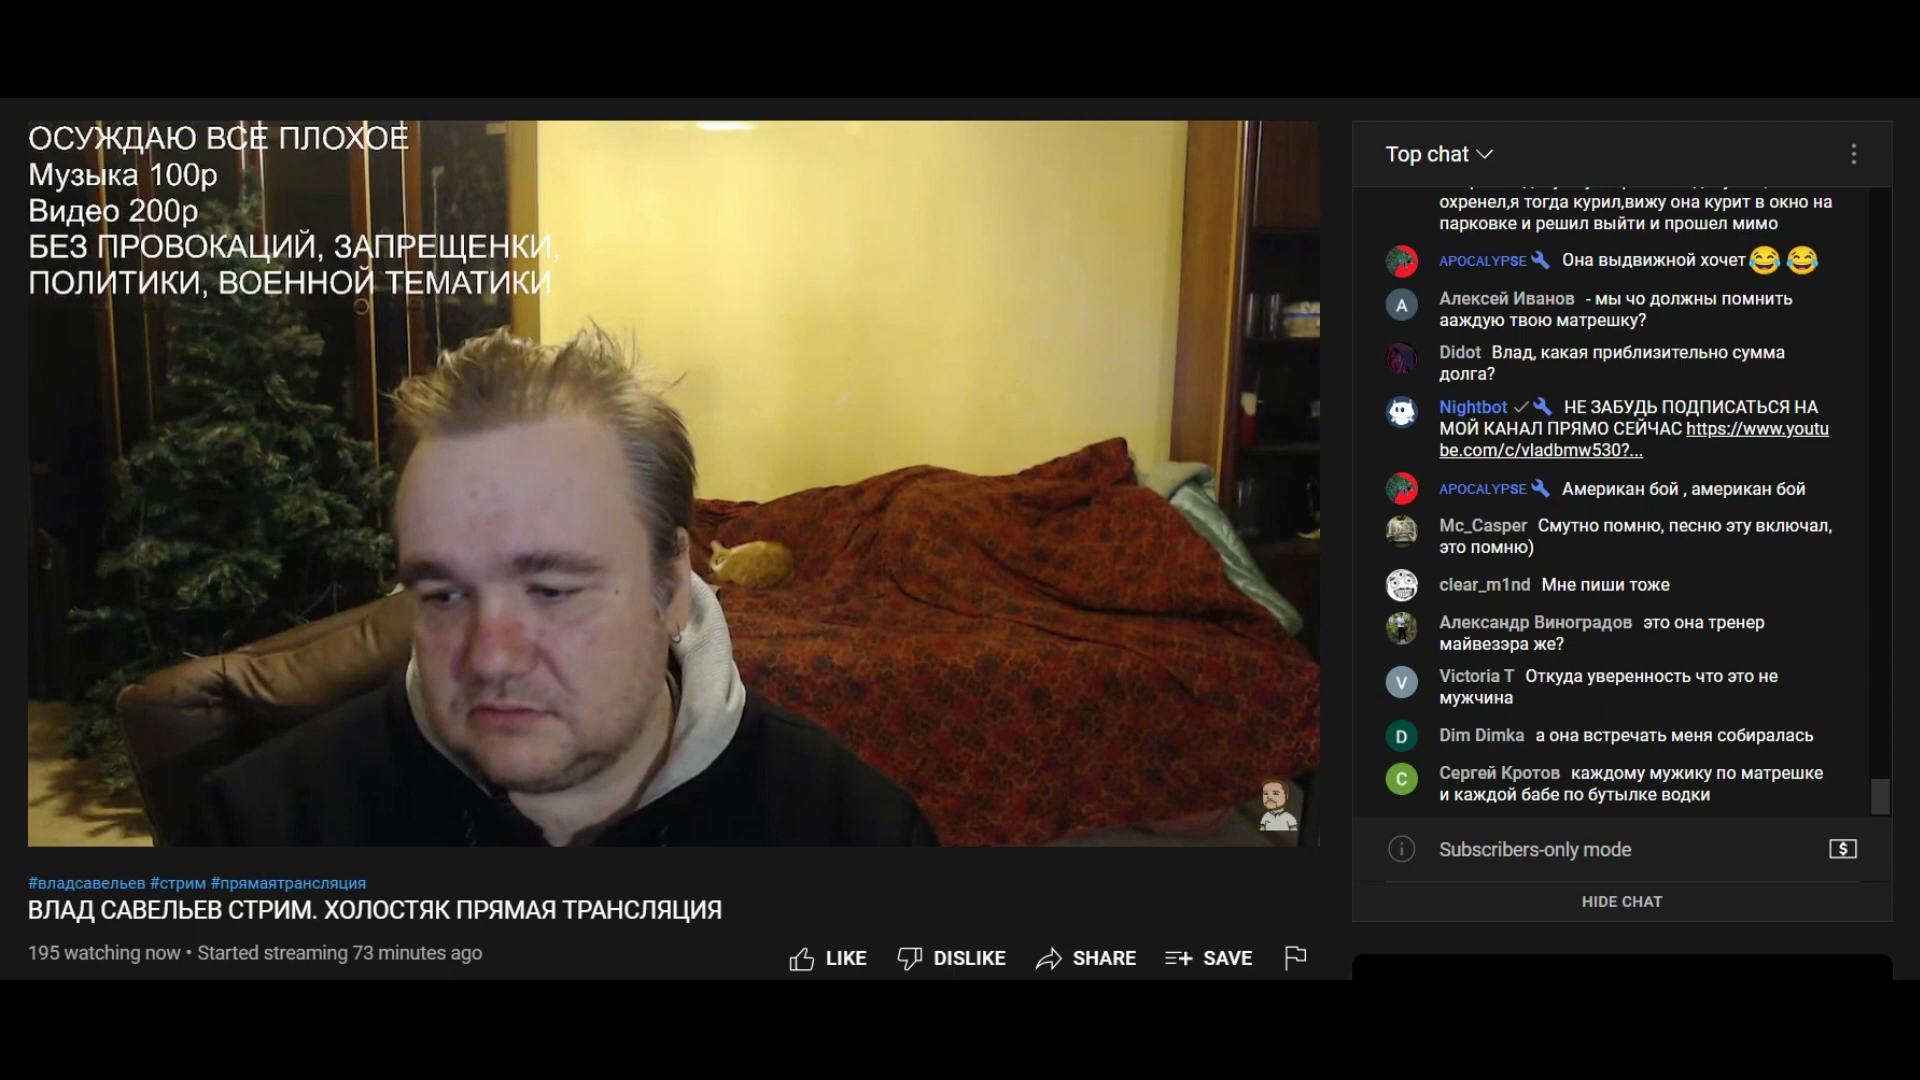 ОСУЖДАЮ ВСЕ ПЛОХОЕ
Музыка 100р
Видео 200р
БЕЗ ПРОВОКАЦИЙ, ЗАПРЕЩЕНКИ,
ПОЛИТИКИ, ВОЕННОЙ ТЕМАТИКИ
#владсавельев #стрим #прямаятрансляция
ВЛАД САВЕЛЬЕВ СТРИМ. ХОЛОСТЯК ПРЯМАЯ ТРАНСЛЯЦИЯ
195 watching now • Started streaming 73 minutes ago
LIKE
DISLIKE
SHARE
SAVE
Top chat
охренел,я тогда курил,вижу она курит в окно на
парковке и решил выйти и прошел мимо
APOCALYPSE Она выдвижной хочет😂 😂
Алексей Иванов - мы чо должны помнить
ааждую твою матрешку?
Didot Влад, какая приблизительно сумма
долга?
Nightbot НЕ ЗАБУДЬ ПОДПИСАТЬСЯ НА
МОЙ КАНАЛ ПРЯМО СЕЙЧАС https://www.youtu
be.com/c/vladbmw530?...
APOCALYPSE Американ бой , американ бой
Mc_Casper Смутно помню, песню эту включал,
это помню)
clear_m1nd Мне пиши тоже
Александр Виноградов это она тренер
майвезэра же?
V Victoria T Откуда уверенность что это не
мужчина
D Dim Dimka а она встречать меня собиралась
С Сергей Кротов каждому мужику по матрешке
и каждой бабе по бутылке водки
Subscribers-only mode
HIDE CHAT